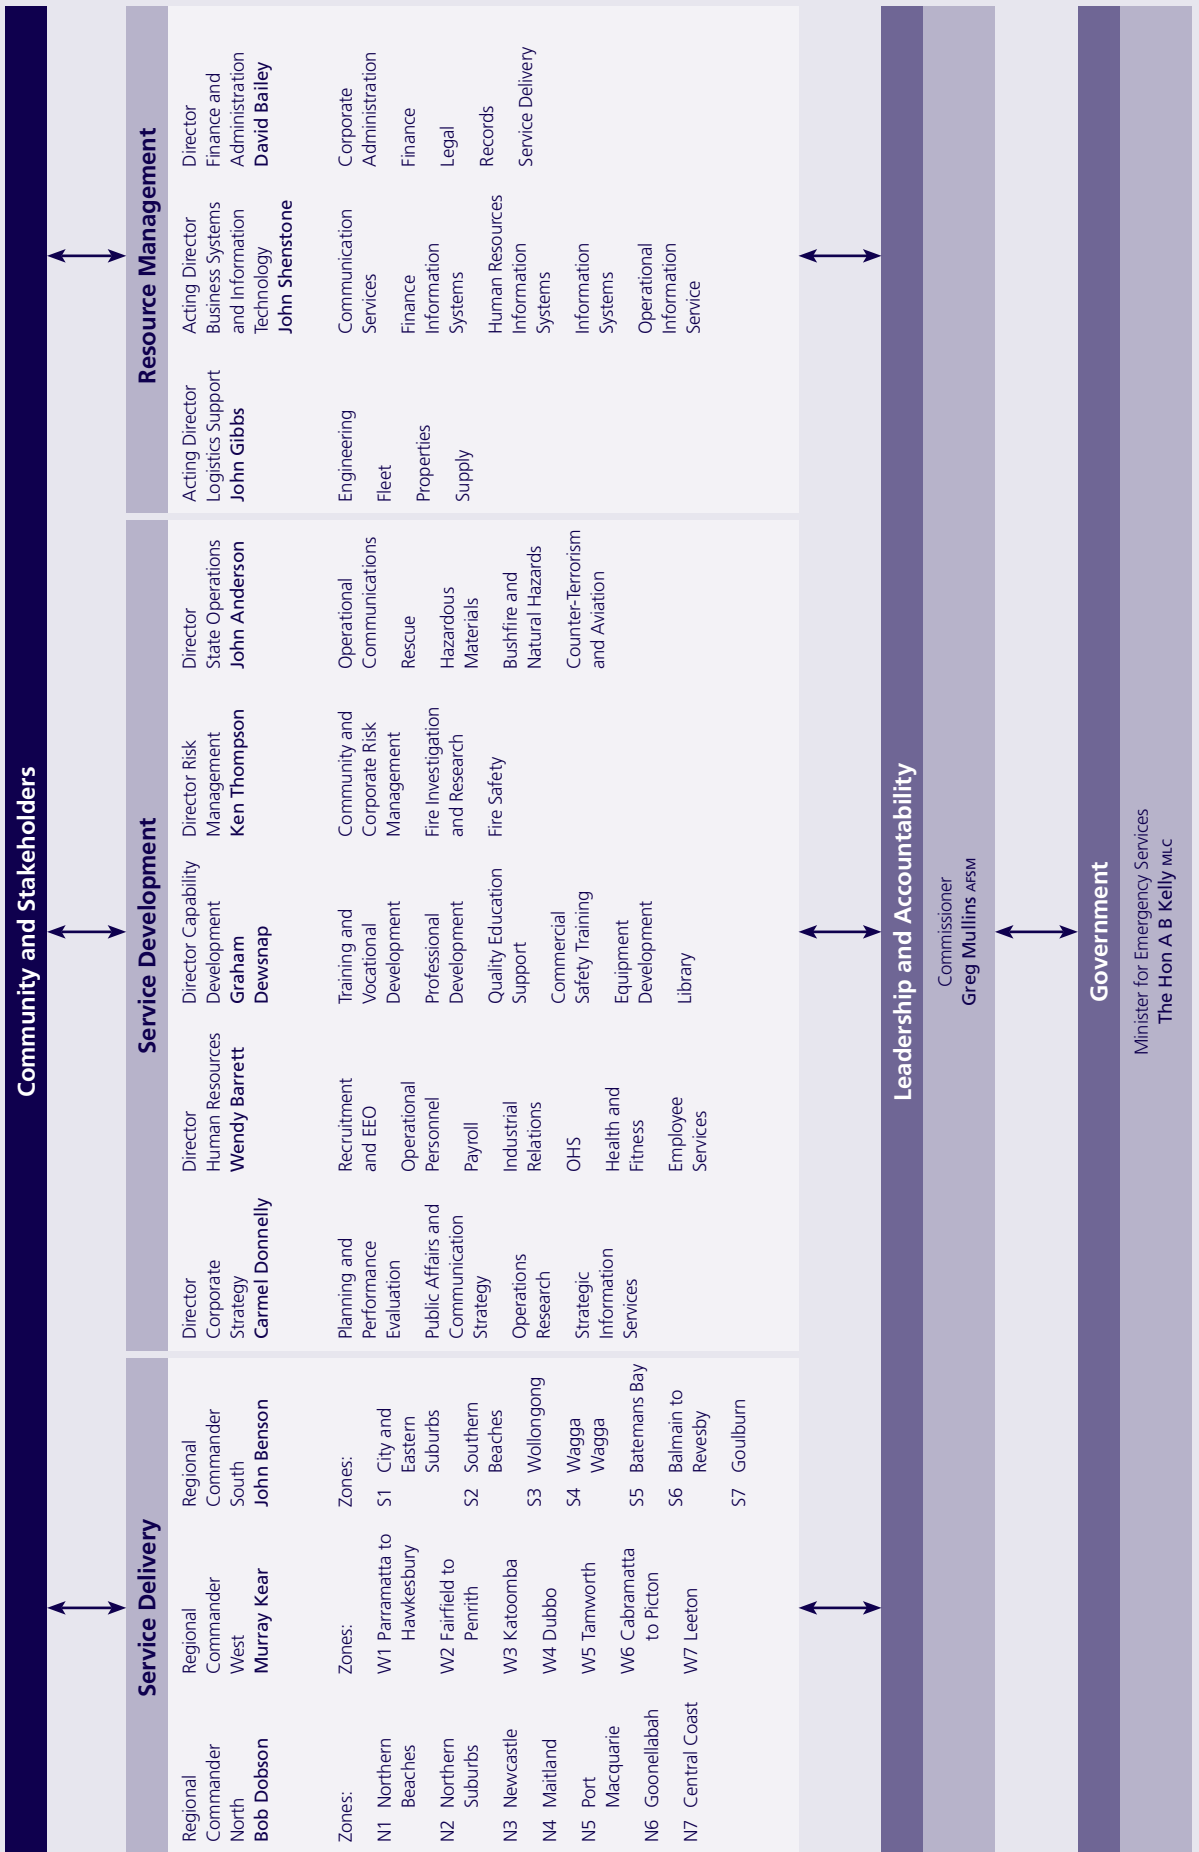 Community and Stakeholders
Service Delivery
Regional
Commander
North
Bob Dobson
Zones:
N1 Northern
Beaches
N2 Northern
Suburbs
N3 Newcastle
N4 Maitland
N5 Port
Macquarie
N6 Goonellabah
N7 Central Coast
Regional
Commander
West
Murray Kear
Zones:
W1 Parramatta to
Hawkesbury
W2 Fairfield to
Penrith
W3 Katoomba
W4 Dubbo
W5 Tamworth
W6 Cabramatta
to Picton
W7 Leeton
Regional
Commander
South
John Benson
Zones:
S1 City and
Eastern
Suburbs
S2 Southern
Beaches
S3 Wollongong
S4 Wagga
Wagga
S5 Batemans Bay
S6 Balmain to
Revesby
S7 Goulburn
Service Development
Director
Corporate
Strategy
Carmel Donnelly
Planning and
Performance
Evaluation
Public Affairs and
Communication
Strategy
Operations
Research
Strategic
Information
Services
Director
Human Resources
Wendy Barrett
Recruitment
and EEO
Operational
Personnel
Payroll
Industrial
Relations
OHS
Health and
Fitness
Employee
Services
Director Capability
Development
Graham
Dewsnap
Training and
Vocational
Development
Professional
Development
Quality Education
Support
Commercial
Safety Training
Equipment
Development
Library
Director Risk
Management
Ken Thompson
Community and
Corporate Risk
Management
Fire Investigation
and Research
Fire Safety
Director
State Operations
John Anderson
Operational
Communications
Rescue
Hazardous
Materials
Bushfire and
Natural Hazards
Counter-Terrorism
and Aviation
Resource Management
Acting Director
Logistics Support
John Gibbs
Engineering
Fleet
Properties
Supply
Acting Director
Business Systems
and Information
Technology
John Shenstone
Communication
Services
Finance
Information
Systems
Human Resources
Information
Systems
Information
Systems
Operational
Information
Service
Director
Finance and
Administration
David Bailey
Corporate
Administration
Finance
Legal
Records
Service Delivery
Leadership and Accountability
Commissioner
Greg Mullins AFSM
Government
Minister for Emergency Services
The Hon A B Kelly MLC